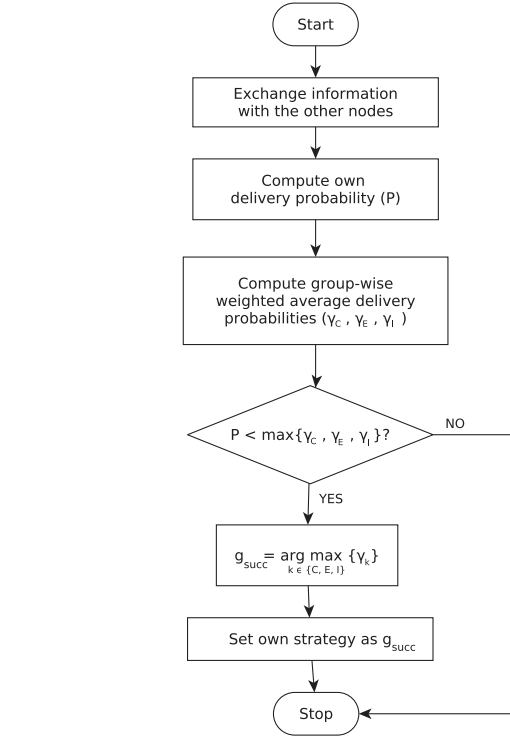 Start
Exchange information
with the other nodes
Compute own
delivery probability (P)
Compute group-wise
weighted average delivery
probabilities (γC , γE , γI )
P < max{γC , γE , γI }?
NO
YES
gsucc= arg max {γk}
k ϵ {C, E, I}
Set own strategy as gsucc
Stop